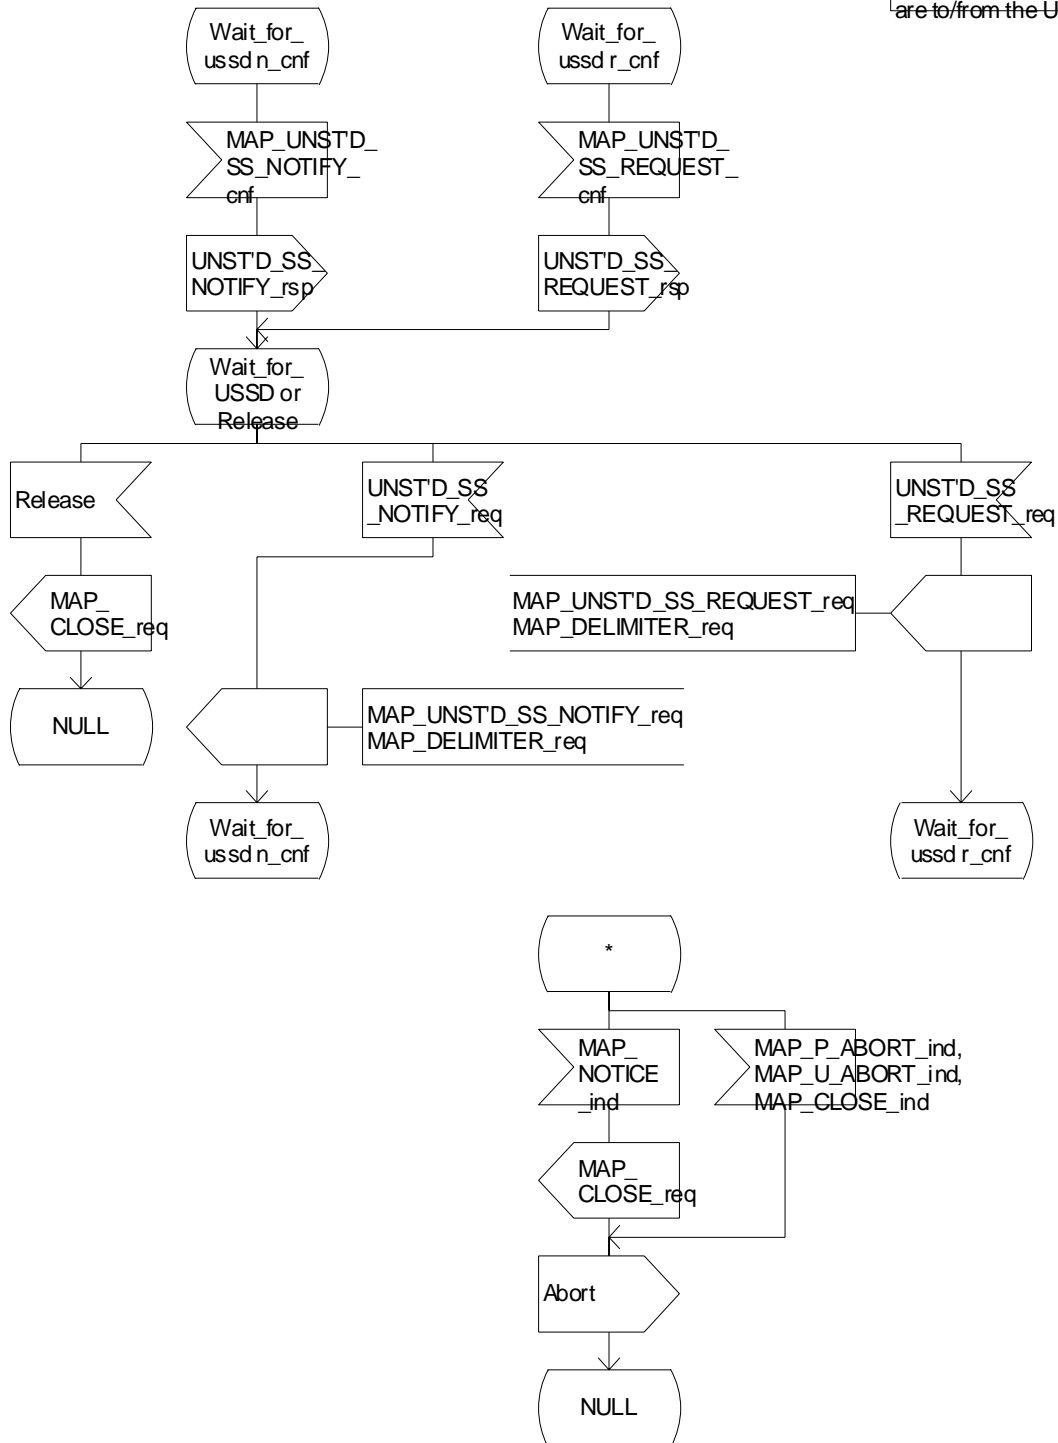 are to/from the U
Wait_for_
ussd n_cnf
Wait_for_
ussd r_cnf
MAP_UNST'D_
SS_NOTIFY_
cnf
MAP_UNST'D_
SS_REQUEST_
cnf
UNST'D_SS_
NOTIFY_rsp
UNST'D_SS_
REQUEST_rsp
Wait_for_
USSD or
Release
Release
UNST'D_SS
_NOTIFY_req
UNST'D_SS
_REQUEST_req
MAP_
CLOSE_req
MAP_UNST'D_SS_REQUEST_req
MAP_DELIMITER_req
NULL
MAP_UNST'D_SS_NOTIFY_req
MAP_DELIMITER_req
Wait_for_
ussd n_cnf
Wait_for_
ussd r_cnf
*
MAP_
NOTICE
_ind
MAP_P_ABORT_ind,
MAP_U_ABORT_ind,
MAP_CLOSE_ind
MAP_
CLOSE_req
Abort
NULL